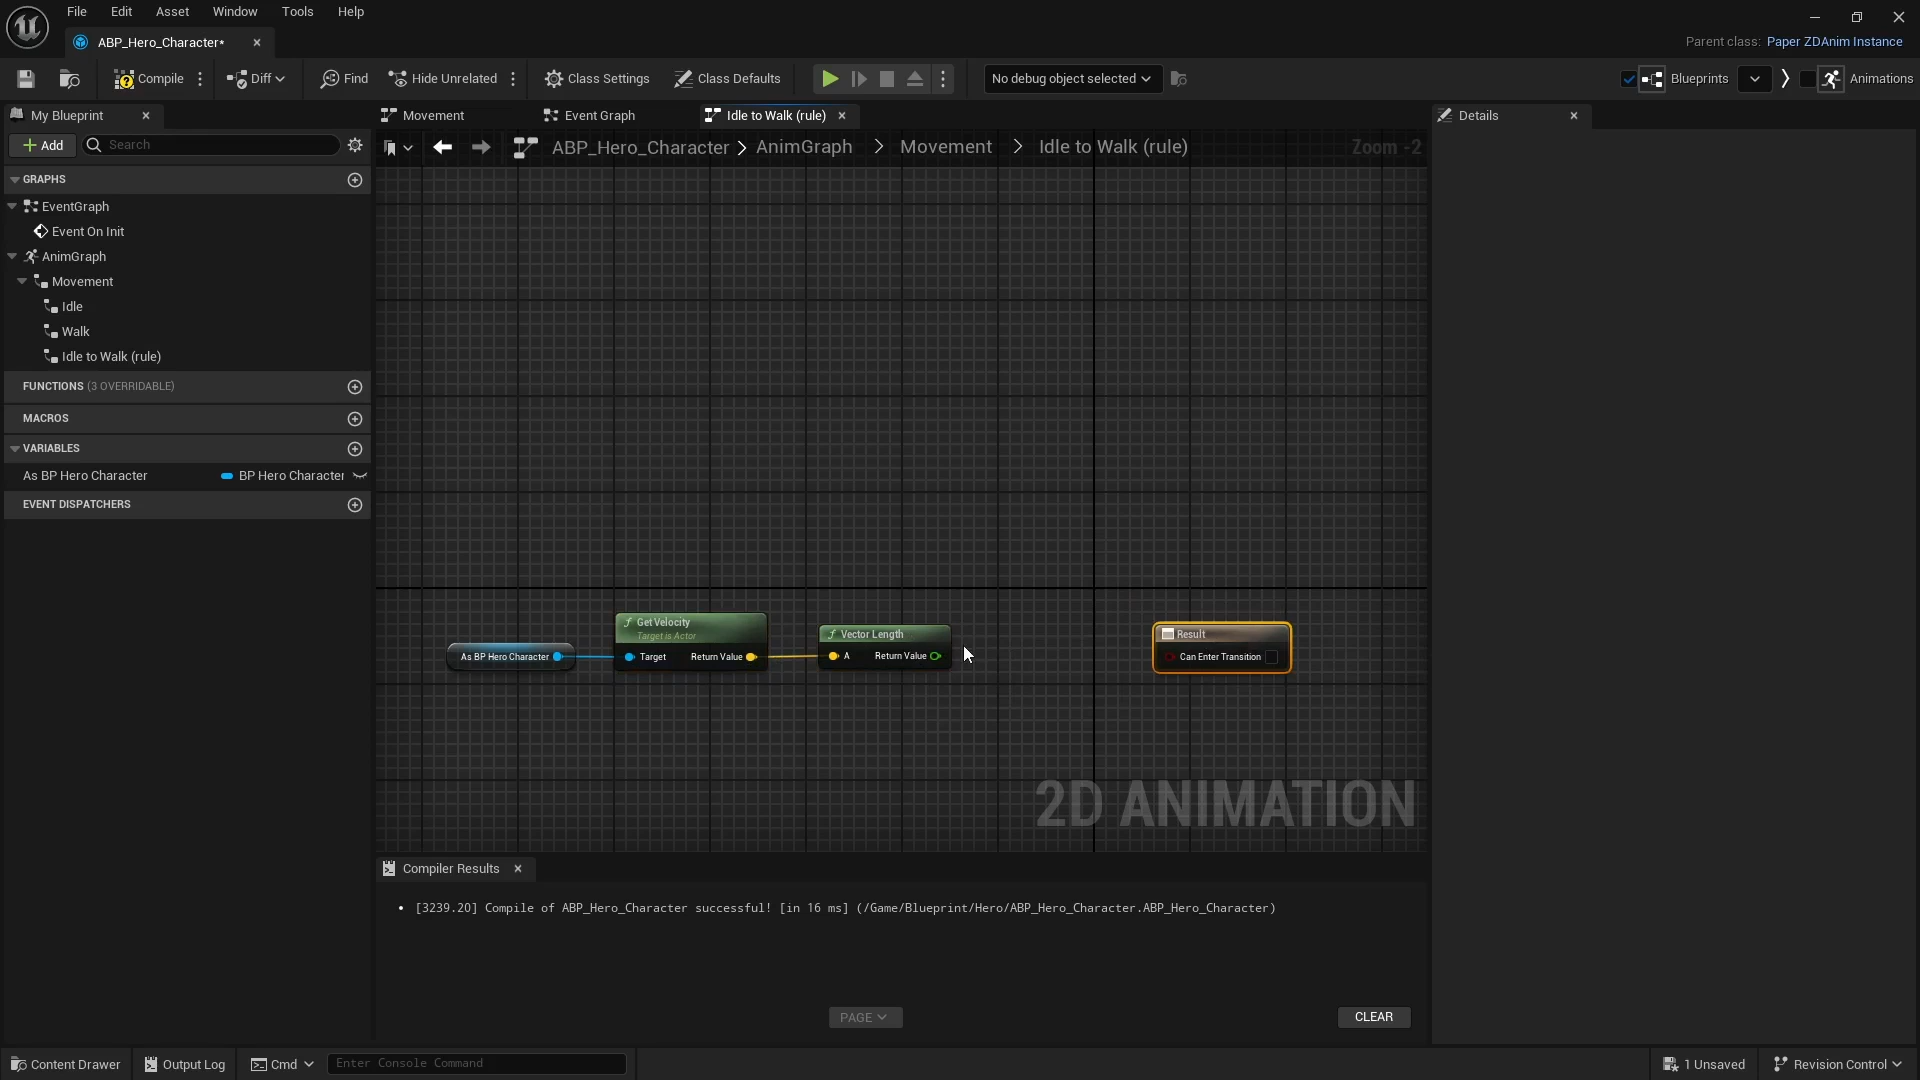 File Edit Asset Window Tools Help
ABP_Hero_Character*
Parent class: Paper ZDAnim Instance
Compile Diff Find Hide Unrelated Class Settings Class Defaults No debug object selected Blueprints Animations
My Blueprint
Movement Event Graph Idle to Walk (rule)
Details
Add Search
ABP_Hero_Character > AnimGraph > Movement > Idle to Walk (rule)
Zoom -2
GRAPHS
EventGraph
Event On Init
AnimGraph
Movement
Idle
Walk
Idle to Walk (rule)
FUNCTIONS (3 OVERRIDABLE)
MACROS
VARIABLES
As BP Hero Character BP Hero Character
EVENT DISPATCHERS
As BP Hero Character
Get Velocity
Target is Actor
Target Return Value
Vector Length
A Return Value
Result
Can Enter Transition
2D ANIMATION
Compiler Results
• [3239.20] Compile of ABP_Hero_Character successful! [in 16 ms] (/Game/Blueprint/Hero/ABP_Hero_Character.ABP_Hero_Character)
PAGE CLEAR
Content Drawer Output Log Cmd Enter Console Command 1 Unsaved Revision Control